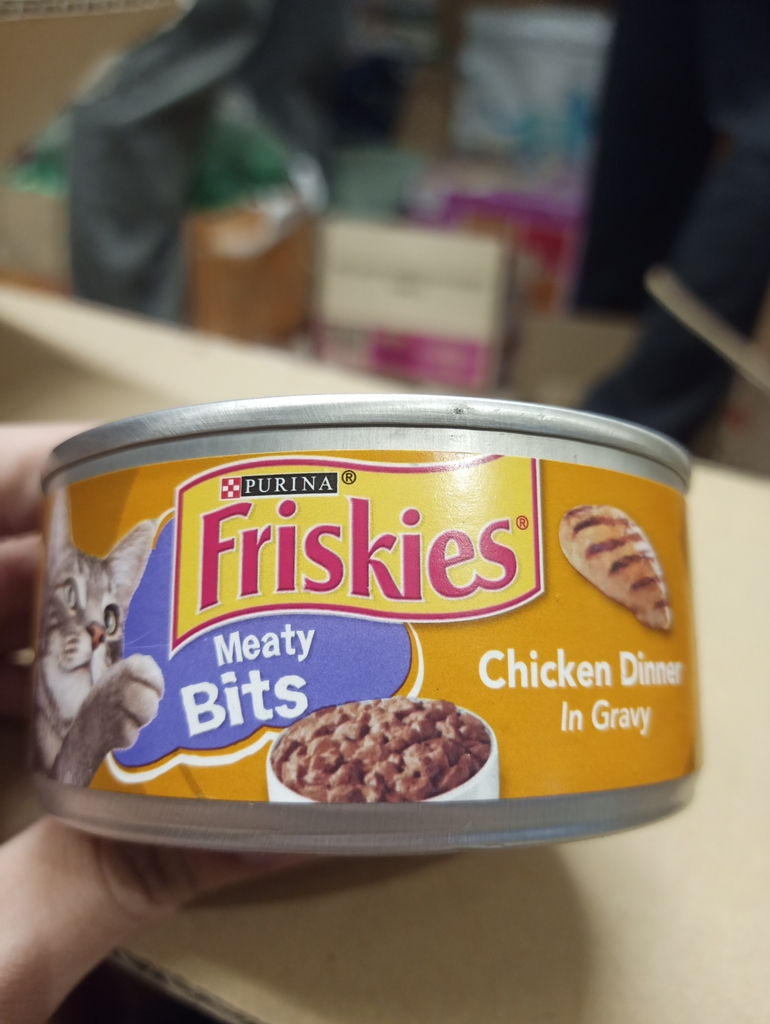 PURINA®
Friskies®
Meaty
Bits
Chicken Dinner
In Gravy